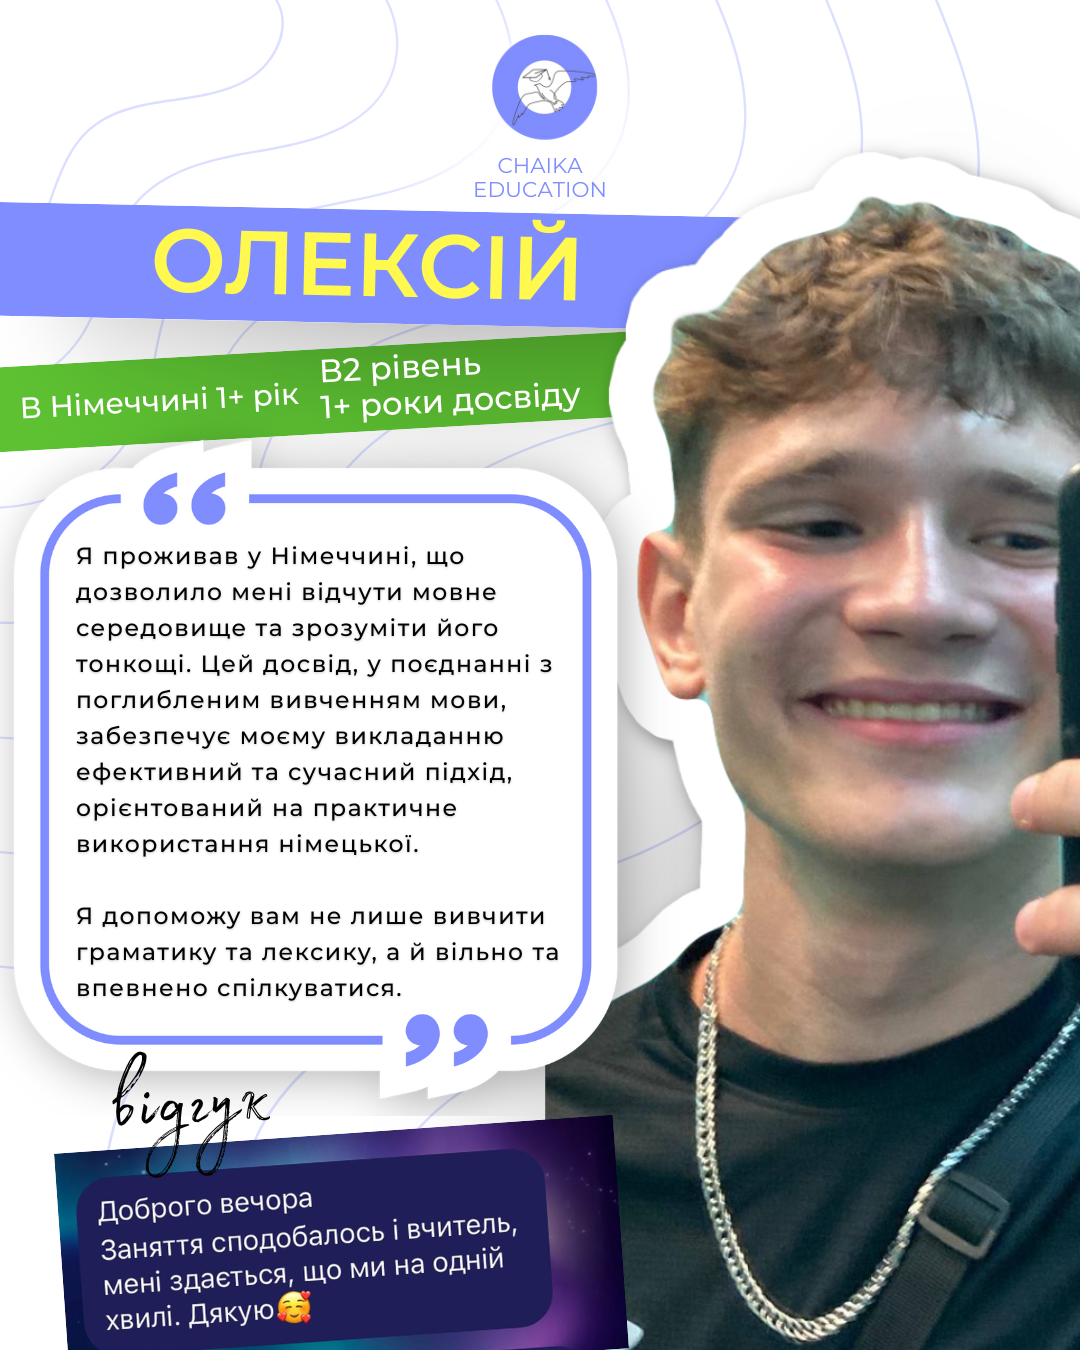 CHAIKA
EDUCATION
ОЛЕКСІЙ
В Німеччині 1+ рік
В2 рівень
1+ роки досвіду
Я проживав у Німеччині, що
дозволило мені відчути мовне
середовище та зрозуміти його
тонкощі. Цей досвід, у поєднанні з
поглибленим вивченням мови,
забезпечує моєму викладанню
ефективний та сучасний підхід,
орієнтований на практичне
використання німецької.
Я допоможу вам не лише вивчити
граматику та лексику, а й вільно та
впевнено спілкуватися.
відгук
Доброго вечора
Заняття сподобалось і вчитель,
мені здається, що ми на одній
хвилі. Дякую🥰